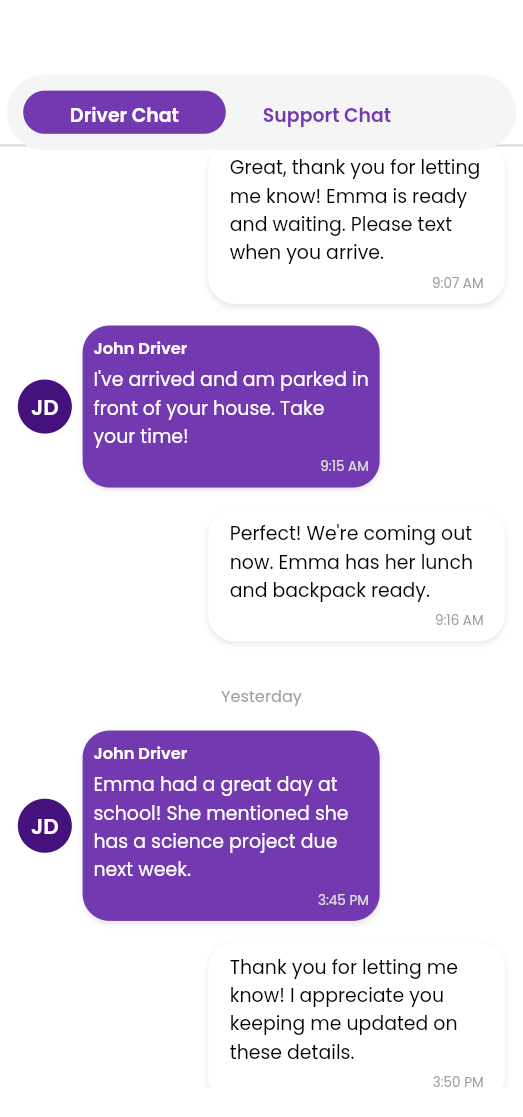 Driver Chat
Support Chat
Great, thank you for letting
me know! Emma is ready
and waiting. Please text
when you arrive.
9:07 AM
John Driver
I've arrived and am parked in
front of your house. Take
your time!
JD
9:15 AM
Perfect! We're coming out
now. Emma has her lunch
and backpack ready.
9:16 AM
Yesterday
John Driver
Emma had a great day at
school! She mentioned she
has a science project due
next week.
JD
3:45 PM
Thank you for letting me
know! I appreciate you
keeping me updated on
these details.
3:50 PM